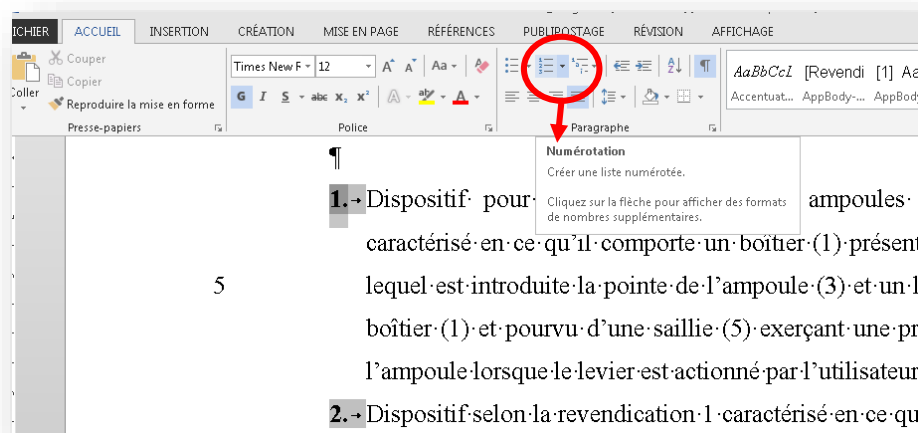 ICHIER ACCUEIL INSERTION CRÉATION MISE EN PAGE RÉFÉRENCES PUBLIPOSTAGE RÉVISION AFFICHAGE
Couper
Copier
Coller
Reproduire la mise en forme
Presse-papiers
Times New F 12 A A Aa
G I S abc X₂ X² A aby A
Police
Paragraphe
AaBbCcL [Revendi [1] Aa
Accentuat... AppBody-... AppBody
Numérotation
Créer une liste numérotée.
Cliquez sur la flèche pour afficher des formats
de nombres supplémentaires.
¶
1.→Dispositif· pour· ampoules·
caractérisé·en·ce·qu'il·comporte·un·boîtier·(1)·présent
5 lequel·est·introduite·la·pointe·de·l'ampoule·(3)·et·un·l
boîtier·(1)·et·pourvu·d'une·saillie·(5)·exerçant·une·pr
l'ampoule·lorsque·le·levier·est·actionné·par·l'utilisateur
2.→Dispositif·selon·la·revendication·1·caractérisé·en·ce·qu